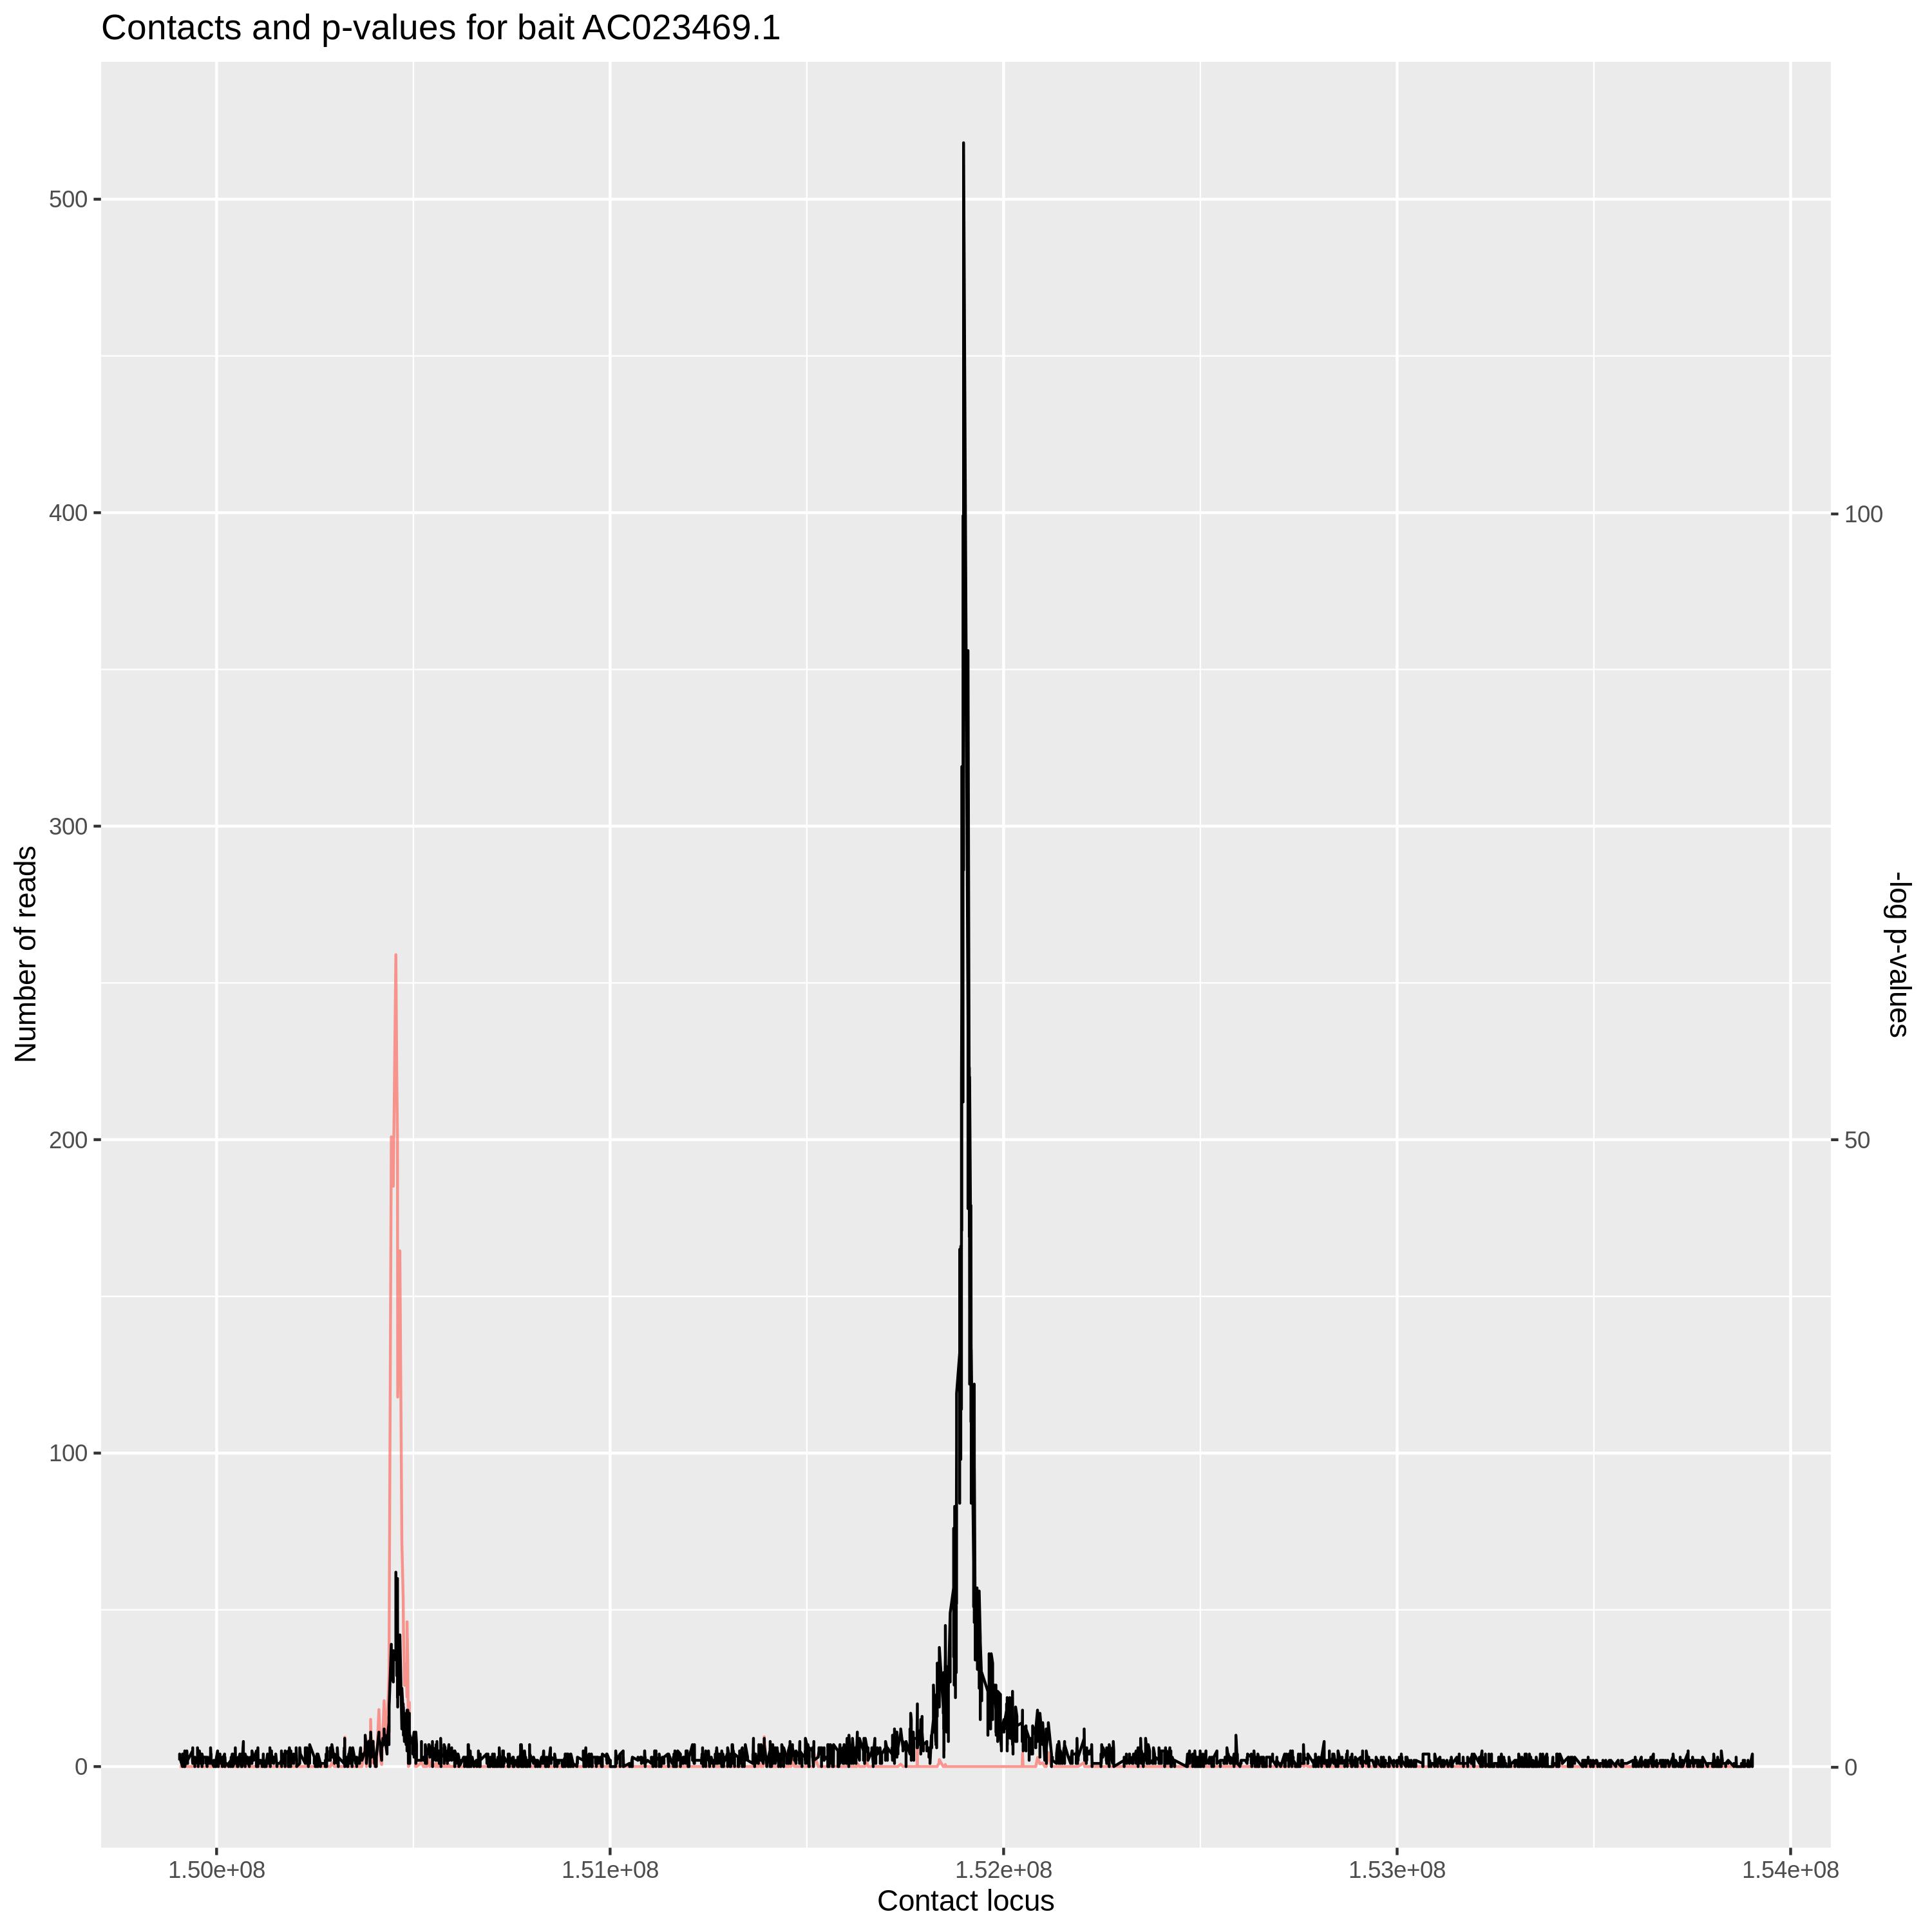 Contacts and p-values for bait AC023469.1
500
400
300
200
100
0
Number of reads
100
50
0
-log p-values
1.50e+08
1.51e+08
1.52e+08
1.53e+08
1.54e+08
Contact locus